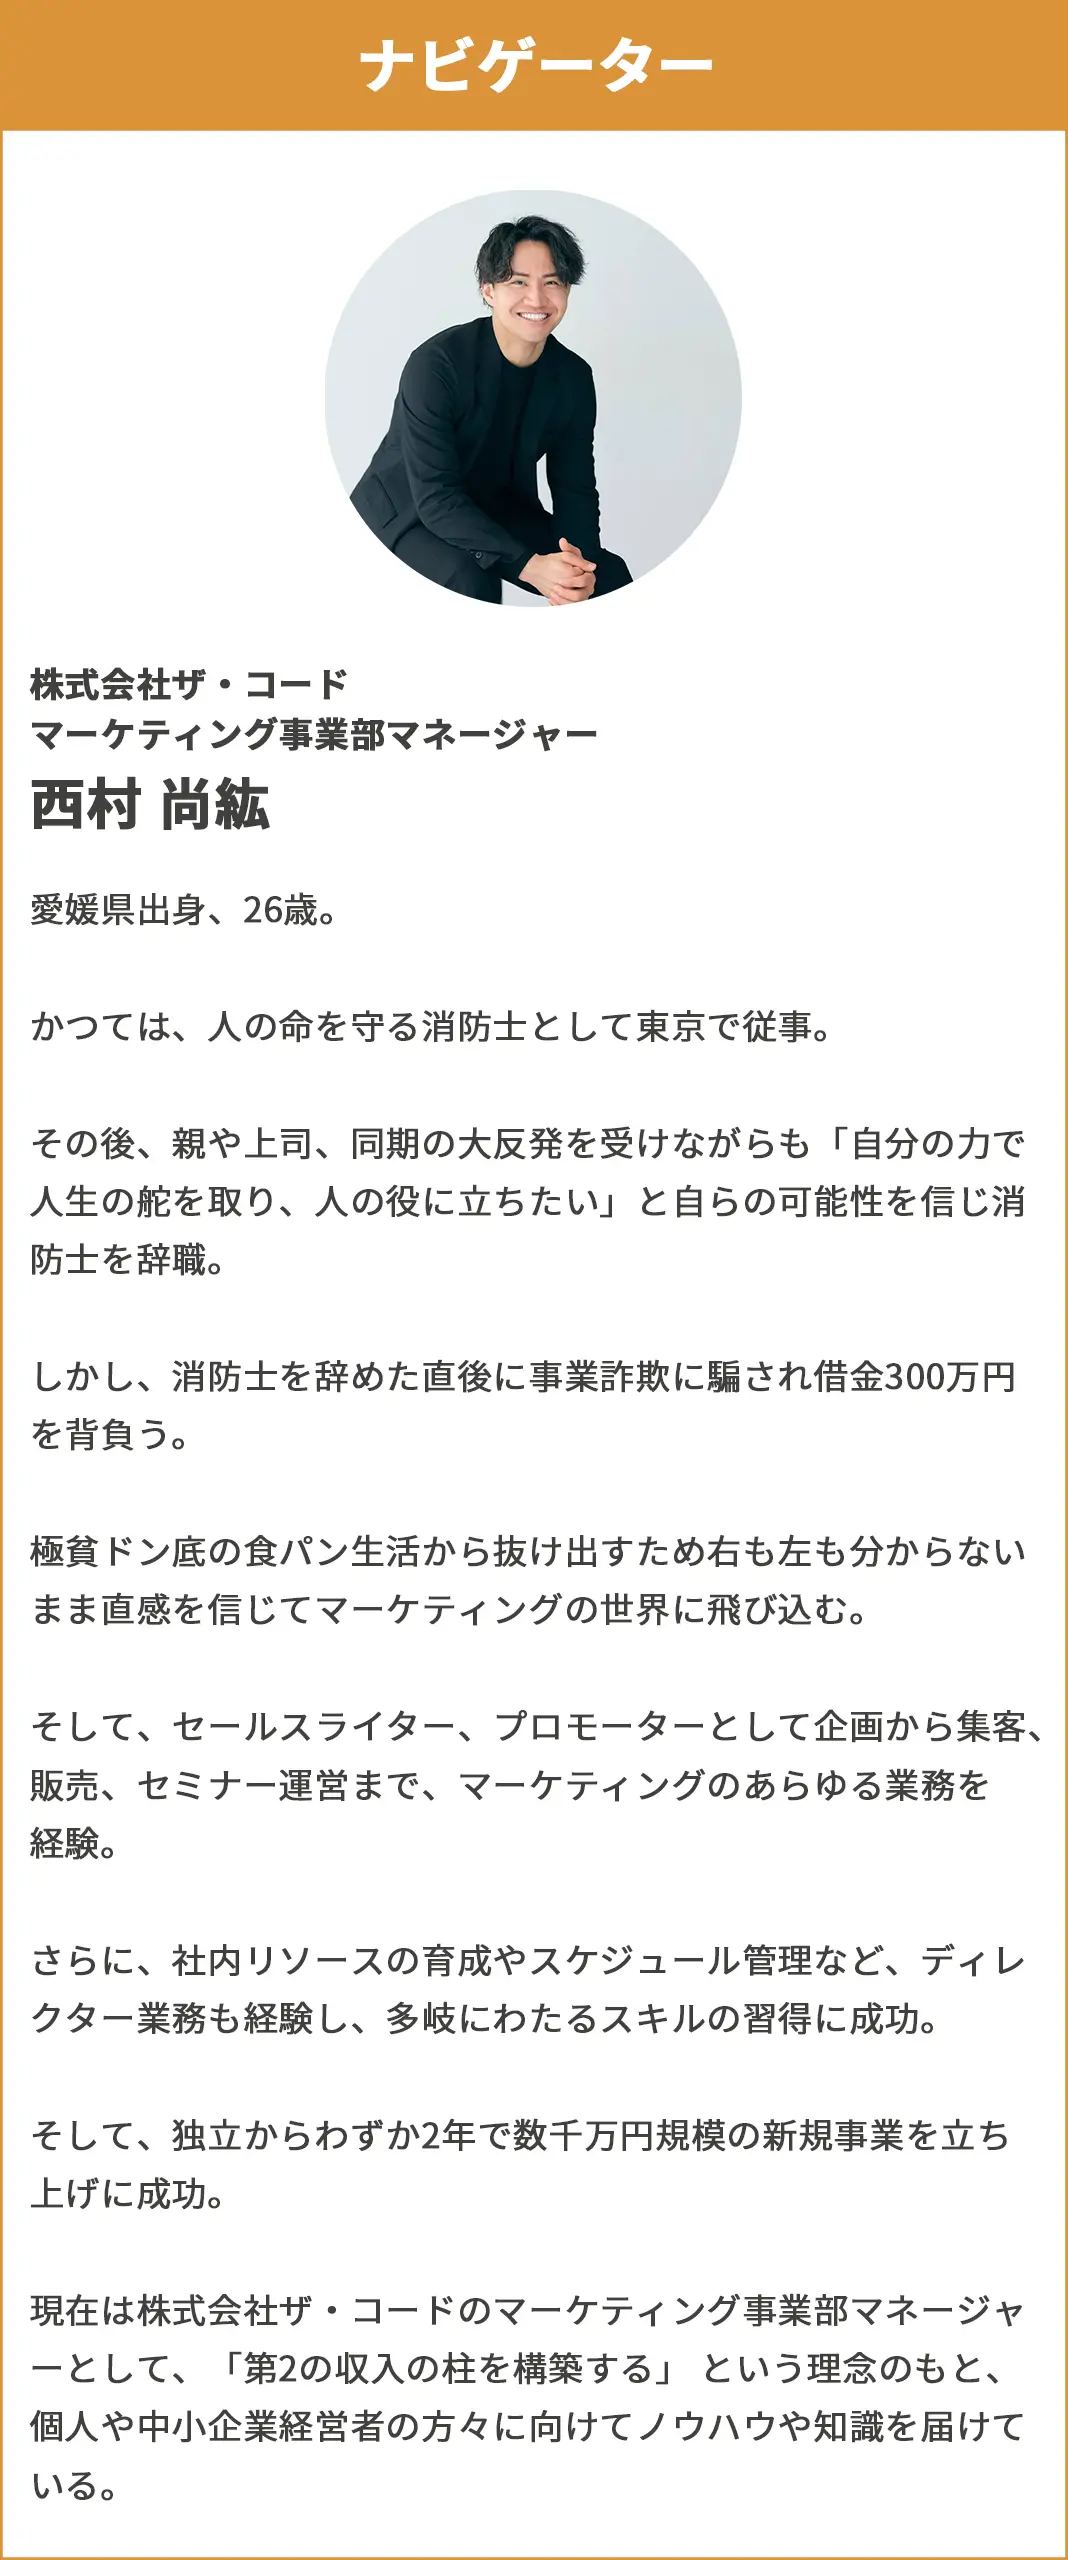 ナビゲーター
株式会社ザ・コード
マーケティング事業部マネージャー
西村 尚紘
愛媛県出身、26歳。
かつては、人の命を守る消防士として東京で従事。
その後、親や上司、同期の大反発を受けながらも「自分の力で
人生の舵を取り、人の役に立ちたい」と自らの可能性を信じ消
防士を辞職。
しかし、消防士を辞めた直後に事業詐欺に騙され借金300万円
を背負う。
極貧ドン底の食パン生活から抜け出すため右も左も分からない
まま直感を信じてマーケティングの世界に飛び込む。
そして、セールスライター、プロモーターとして企画から集客、
販売、セミナー運営まで、マーケティングのあらゆる業務を
経験。
さらに、社内リソースの育成やスケジュール管理など、ディレ
クター業務も経験し、多岐にわたるスキルの習得に成功。
そして、独立からわずか2年で数千万円規模の新規事業を立ち
上げに成功。
現在は株式会社ザ・コードのマーケティング事業部マネージャ
ーとして、「第2の収入の柱を構築する」 という理念のもと、
個人や中小企業経営者の方々に向けてノウハウや知識を届けて
いる。